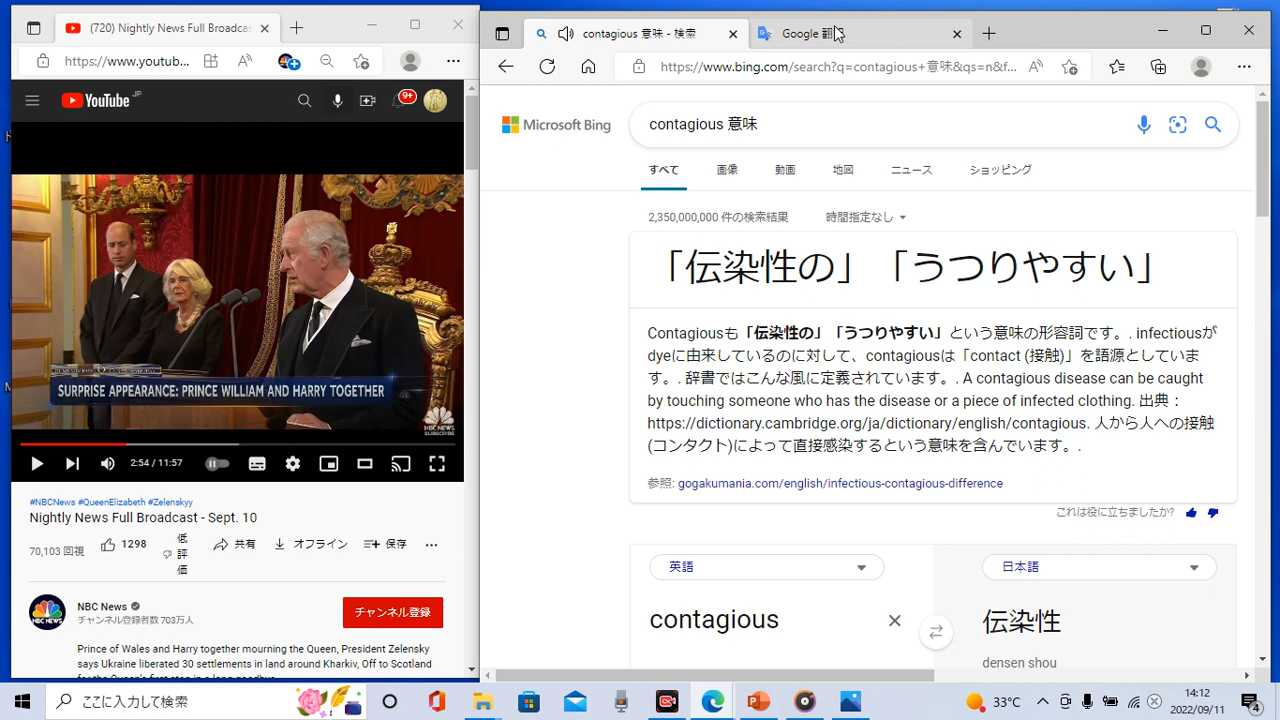 (720) Nightly News Full Broadcas
https://www.youtub...
YouTube JP
9+
SURPRISE APPEARANCE: PRINCE WILLIAM AND HARRY TOGETHER
NBC NEWS
SUBSCRIBE
2:54 / 11:57
#NBCNews #QueenElizabeth #Zelenskyy
Nightly News Full Broadcast - Sept. 10
70,103 回視
1298
低評価
共有
オフライン
保存
NBC News
チャンネル登録者数 703万人
チャンネル登録
Prince of Wales and Harry together mourning the Queen, President Zelensky
says Ukraine liberated 30 settlements in land around Kharkiv, Off to Scotland
contagious 意味 - 検索
Google 翻訳
https://www.bing.com/search?q=contagious+意味&qs=n&f...
Microsoft Bing
contagious 意味
すべて 画像 動画 地図 ニュース ショッピング
2,350,000,000 件の検索結果 時間指定なし
「伝染性の」「うつりやすい」
Contagiousも「伝染性の」「うつりやすい」という意味の形容詞です。. infectiousが
dyeに由来しているのに対して、contagiousは「contact (接触)」を語源としていま
す。. 辞書ではこんな風に定義されています。. A contagious disease can be caught
by touching someone who has the disease or a piece of infected clothing. 出典：
https://dictionary.cambridge.org/ja/dictionary/english/contagious. 人から人への接触
(コンタクト)によって直接感染するという意味を含んでいます。.
参照: gogakumania.com/english/infectious-contagious-difference
これは役に立ちましたか?
英語
日本語
contagious
伝染性
densen shou
ここに入力して検索
33°C
14:12
2022/09/11
4